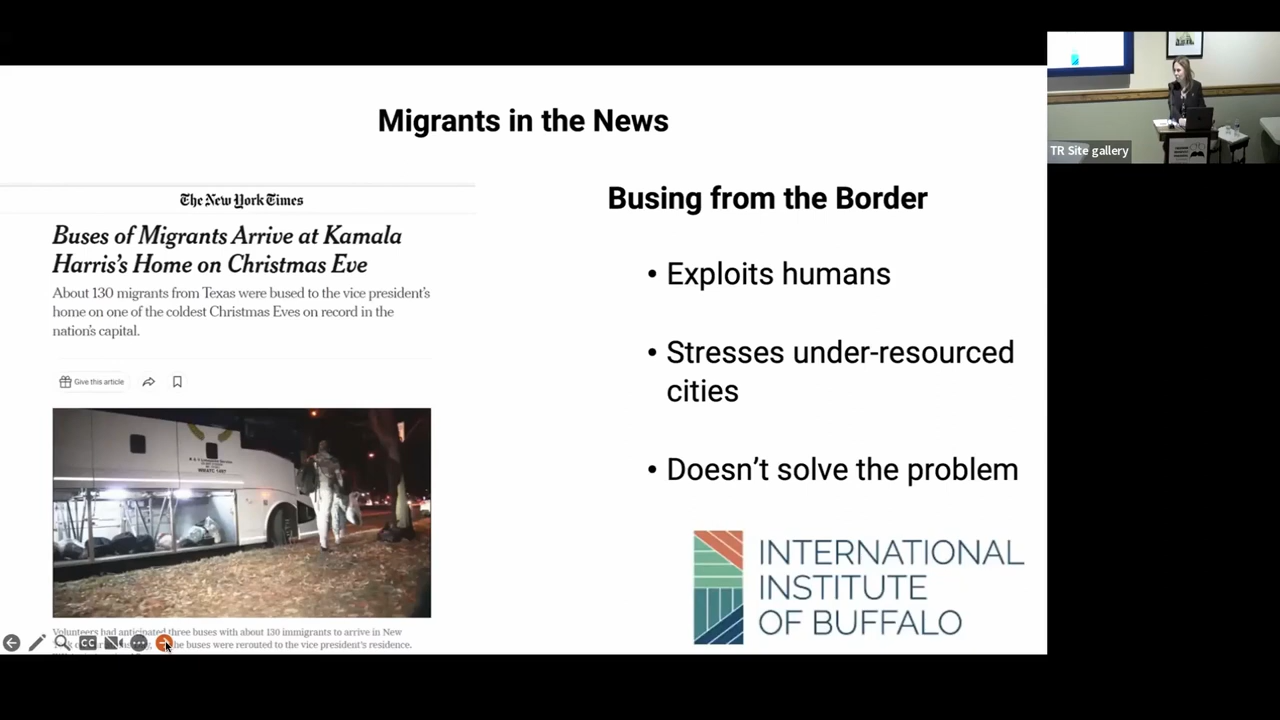 Migrants in the News
The New York Times
Buses of Migrants Arrive at Kamala
Harris's Home on Christmas Eve
About 130 migrants from Texas were bused to the vice president's
home on one of the coldest Christmas Eves on record in the
nation's capital.
Give this article
Volunteers had anticipated three buses with about 130 immigrants to arrive in New
the buses were rerouted to the vice president's residence.
CC
Busing from the Border
• Exploits humans
• Stresses under-resourced
cities
• Doesn't solve the problem
INTERNATIONAL
INSTITUTE
OF BUFFALO
TR Site gallery